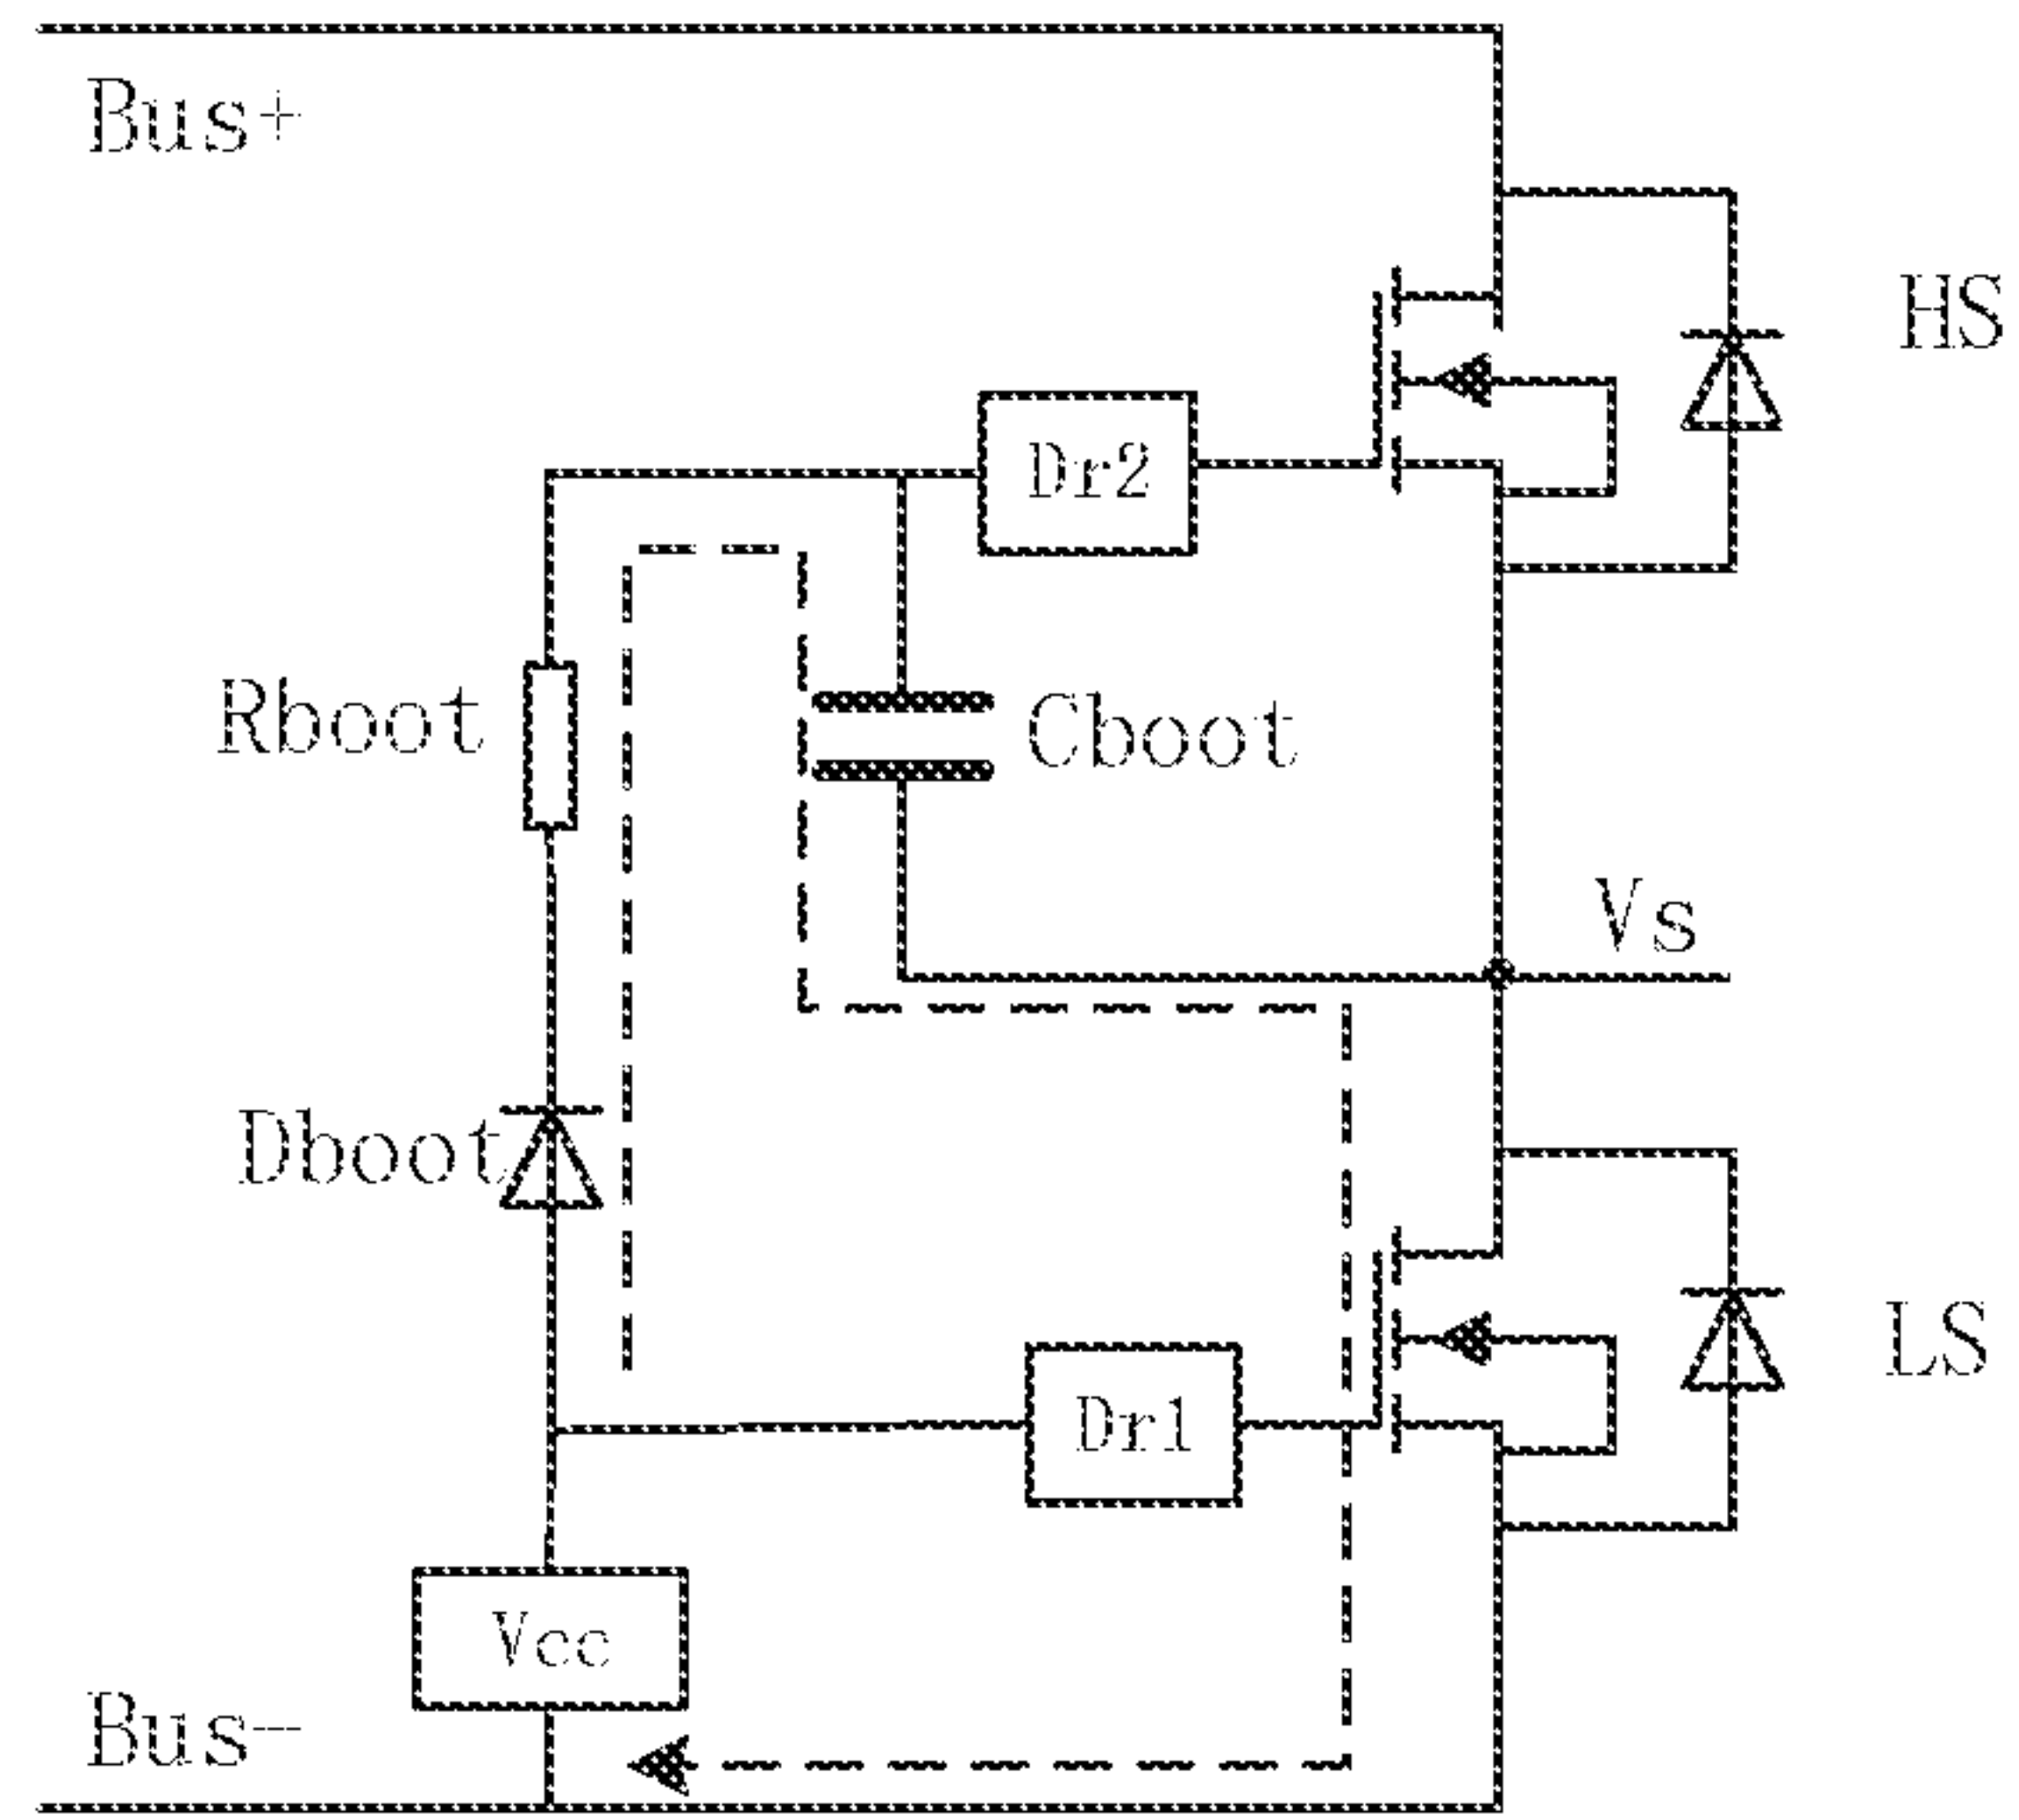 Bus+
HS
Dr2
Rboot
Cboot
Vs
Dboot
LS
Dr1
Vcc
Bus-